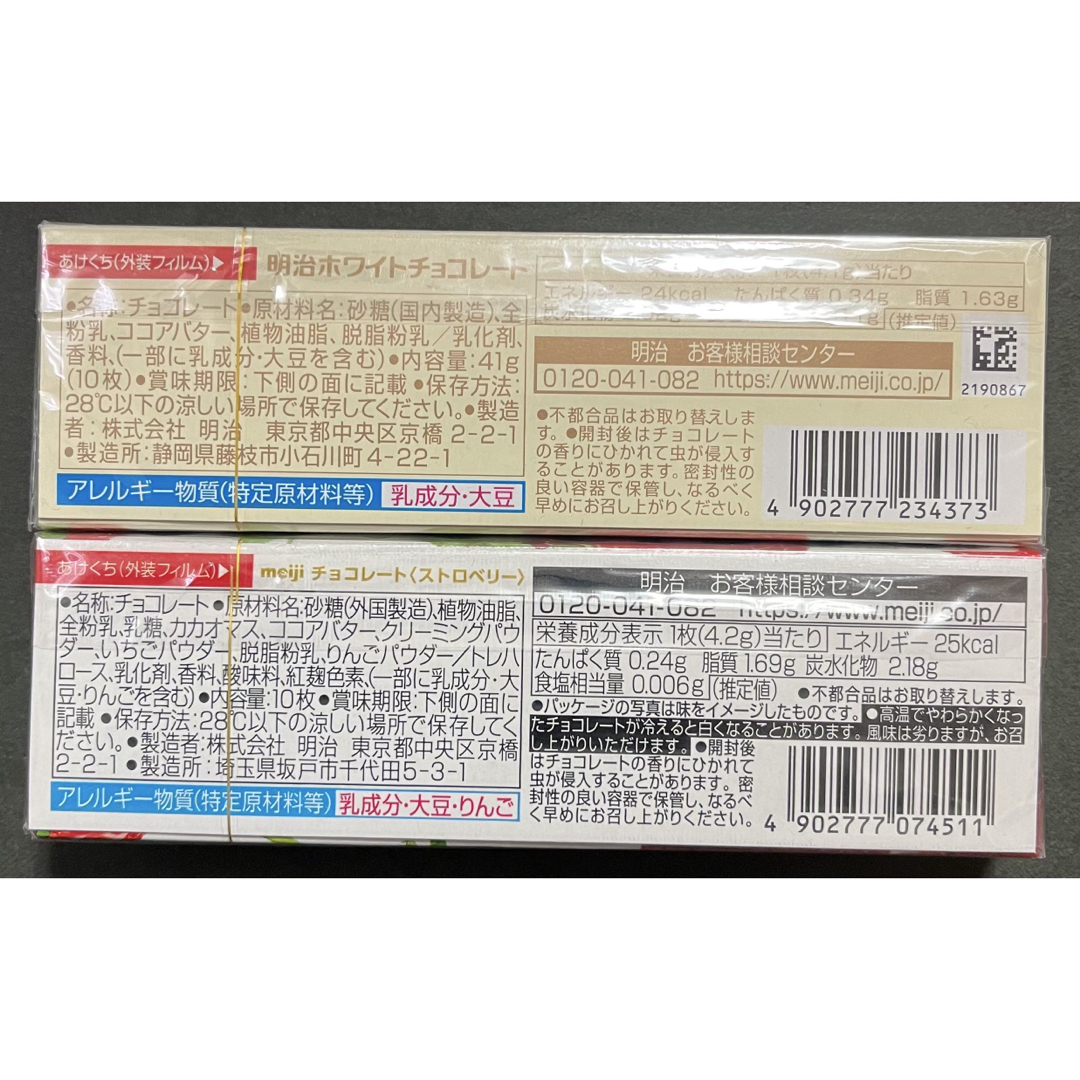 あけくち(外装フィルム)▶
明治ホワイトチョコレート
●名称:チョコレート●原材料名:砂糖(国内製造)、全
粉乳、ココアバター、植物油脂、脱脂粉乳/乳化剤、
香料、(一部に乳成分・大豆を含む)●内容量:41g
(10枚)●賞味期限:下側の面に記載●保存方法:
28℃以下の涼しい場所で保存してください。●製造
者:株式会社 明治 東京都中央区京橋 2-2-1
●製造所:静岡県藤枝市小石川町4-22-1
アレルギー物質(特定原材料等) 乳成分・大豆
当たり
エネルギー 24kcal たんぱく質 0.34g 脂質 1.63g
(推定値)
明治 お客様相談センター
0120-041-082 https://www.meiji.co.jp/
2190867
●不都合品はお取り替えしま
す。●開封後はチョコレート
の香りにひかれて虫が侵入す
ることがあります。密封性の
良い容器で保管し、なるべく
早めにお召し上がりください。
4 902777 234373
あけくち(外装フィルム)▶
meiji チョコレート〈ストロベリー〉
●名称:チョコレート●原材料名:砂糖(外国製造)、植物油脂、
全粉乳、乳糖、カカオマス、ココアバター、クリーミングパウ
ダー、いちごパウダー、脱脂粉乳、りんごパウダー/トレハ
ロース、乳化剤、香料、酸味料、紅麹色素、(一部に乳成分・大
豆・りんごを含む)●内容量:10枚●賞味期限:下側の面に
記載●保存方法:28℃以下の涼しい場所で保存してく
ださい。●製造者:株式会社 明治 東京都中央区京橋
2-2-1●製造所:埼玉県坂戸市千代田5-3-1
アレルギー物質(特定原材料等) 乳成分・大豆・りんご
明治 お客様相談センター
0120-041-082 https://www.meiji.co.jp/
栄養成分表示 1枚(4.2g)当たり エネルギー 25kcal
たんぱく質 0.24g 脂質 1.69g 炭水化物 2.18g
食塩相当量 0.006g (推定値) ●不都合品はお取り替えします。
●パッケージの写真は味をイメージしたものです。●高温でやわらかくなっ
たチョコレートが冷えると白くなることがあります。風味は劣りますが、お召
し上がりいただけます。●開封後
はチョコレートの香りにひかれて
虫が侵入することがあります。密
封性の良い容器で保管し、なるべ
く早めにお召し上がりください。
4 902777 074511